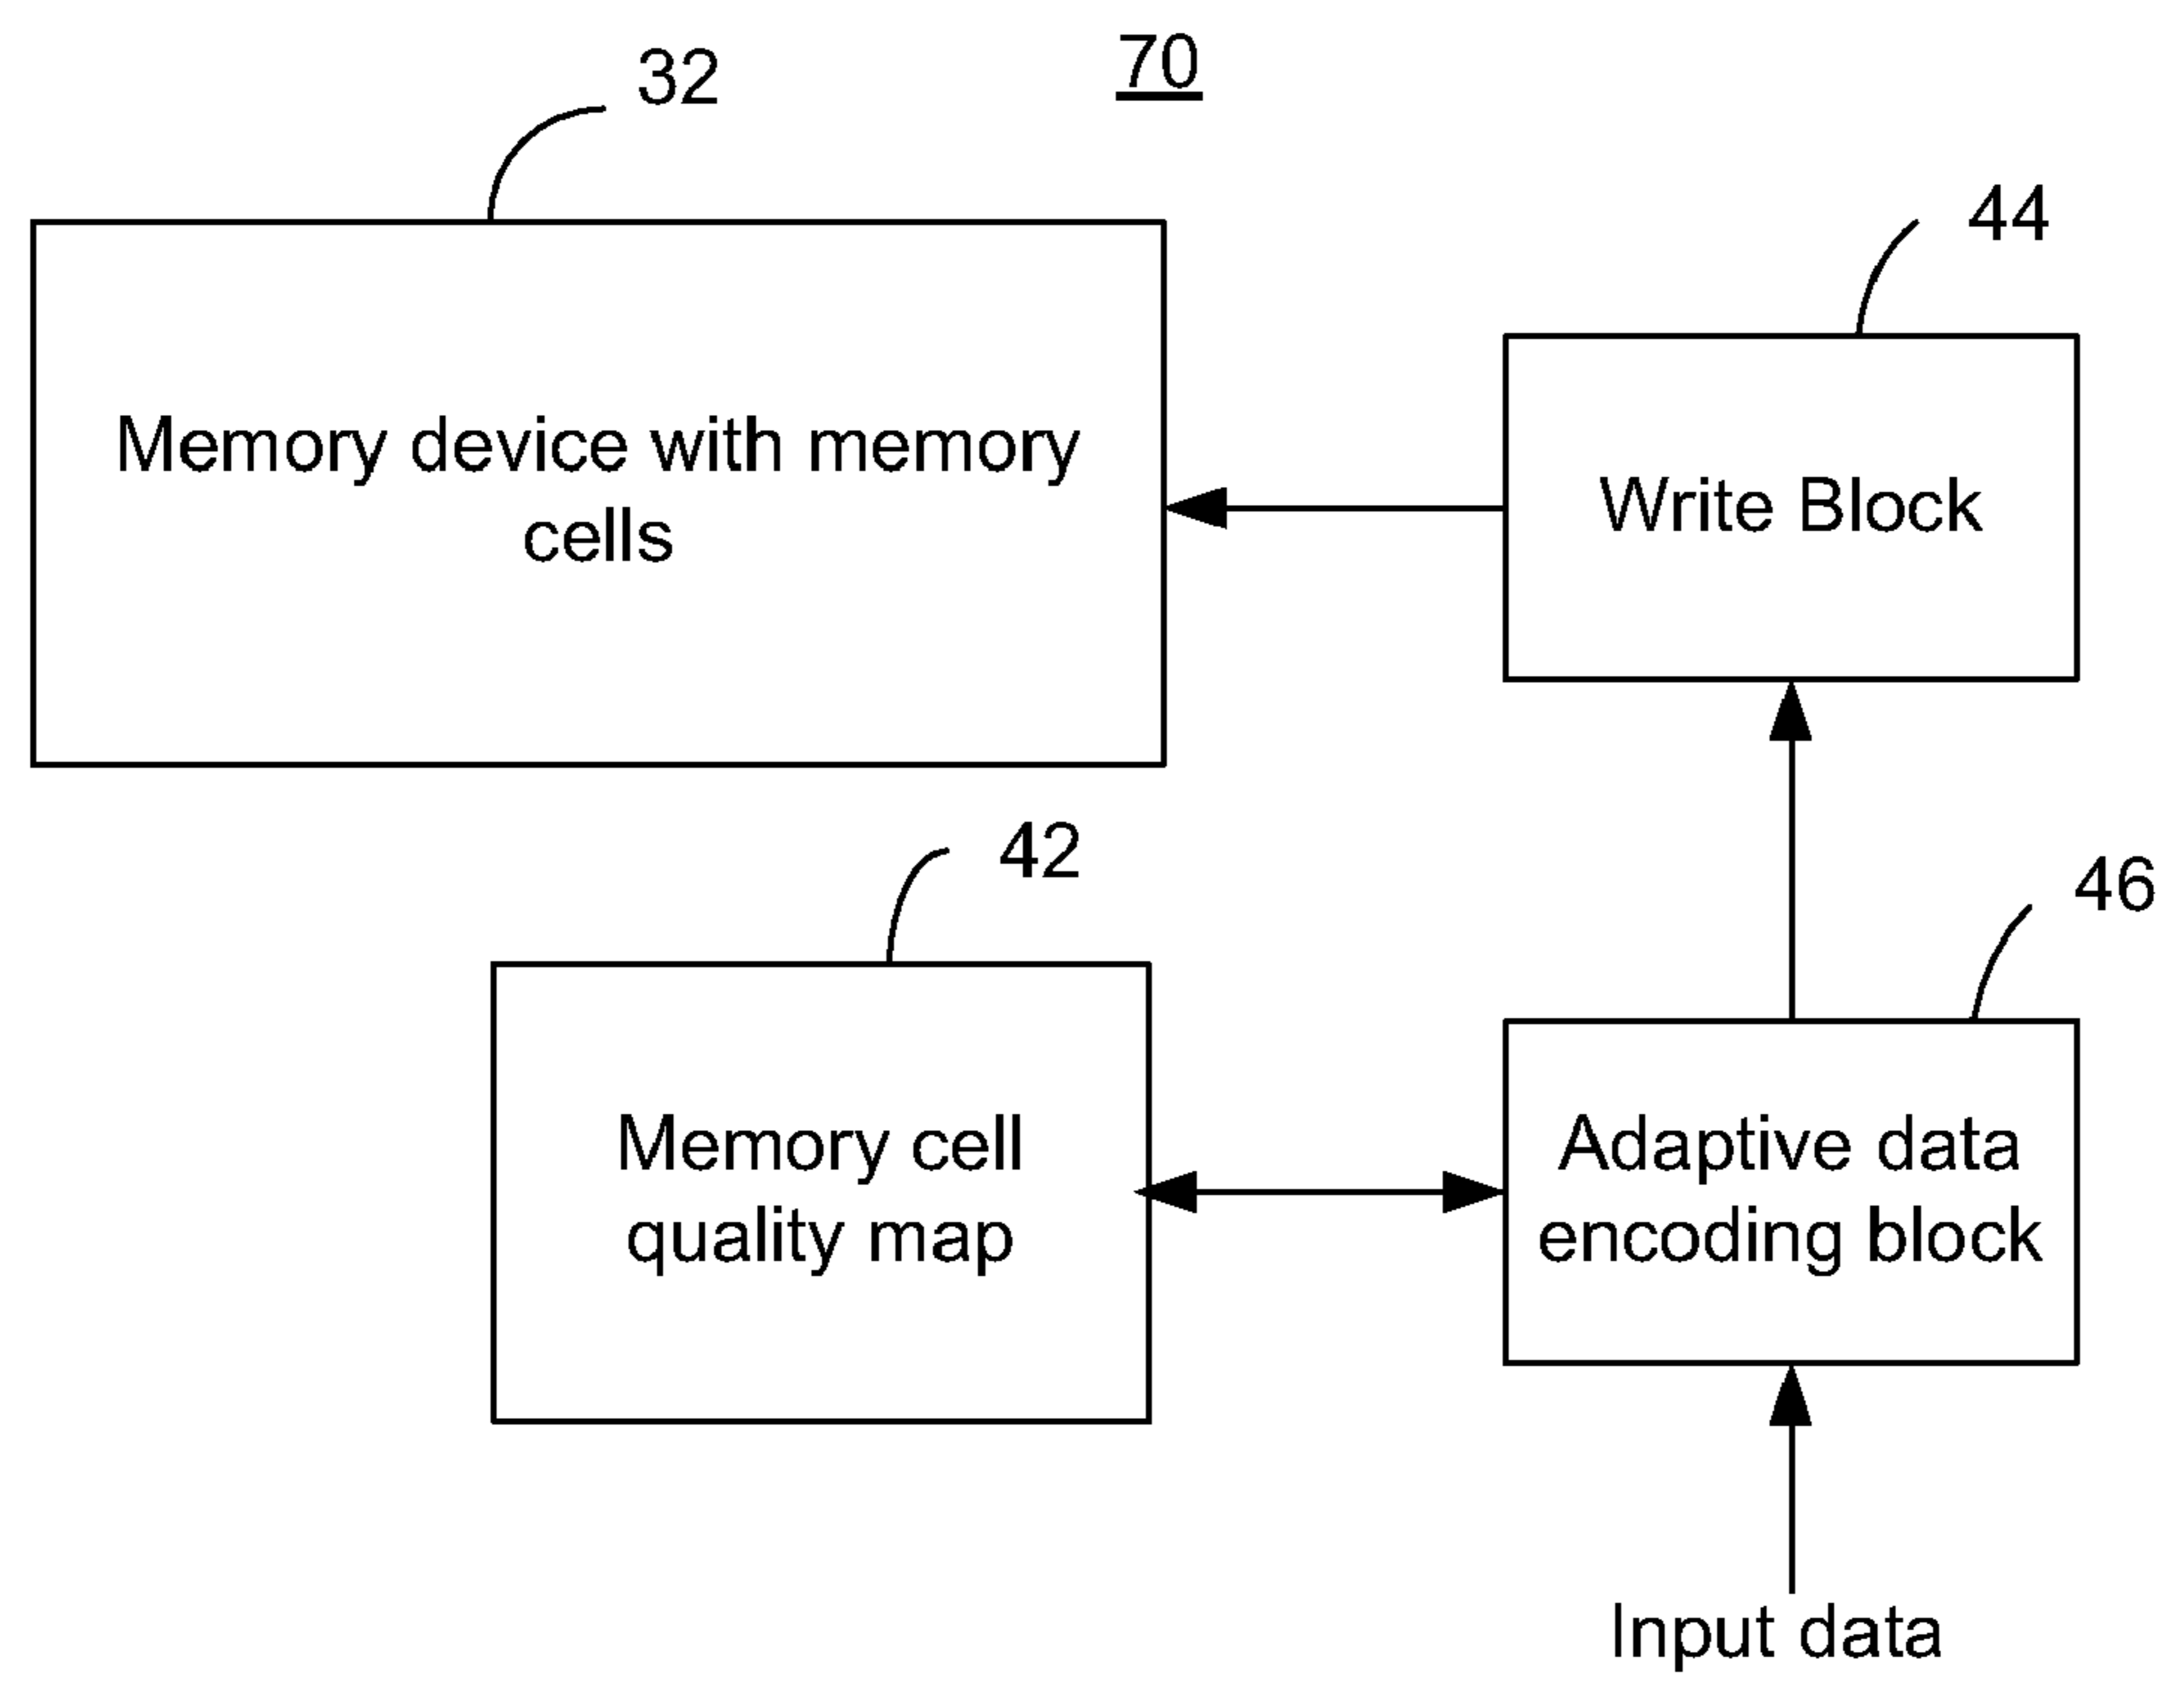 70
32
44
Memory device with memory
cells
Write Block
42
46
Memory cell
quality map
Adaptive data
encoding block
Input data